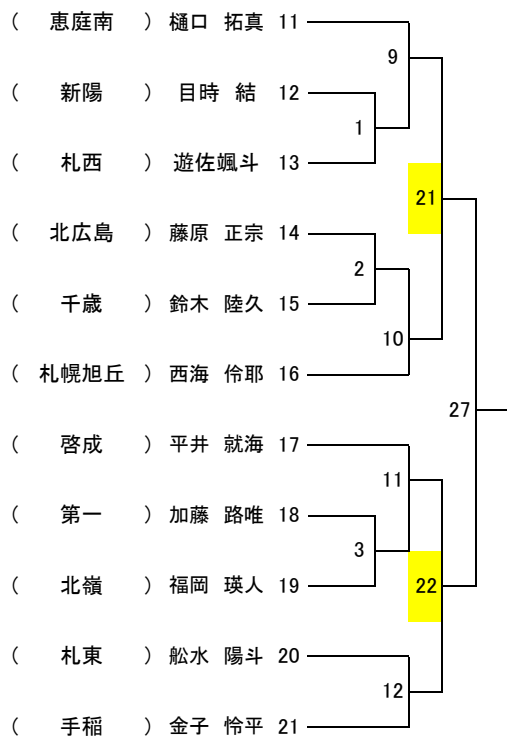 ( 恵庭南 ) 樋口 拓真 11
9
( 新陽 ) 目時 結 12
1
( 札西 ) 遊佐颯斗 13
21
( 北広島 ) 藤原 正宗 14
2
( 千歳 ) 鈴木 陸久 15
10
( 札幌旭丘 ) 西海 伶耶 16
27
( 啓成 ) 平井 就海 17
11
( 第一 ) 加藤 路唯 18
3
( 北嶺 ) 福岡 瑛人 19
22
( 札東 ) 舩水 陽斗 20
12
( 手稲 ) 金子 怜平 21